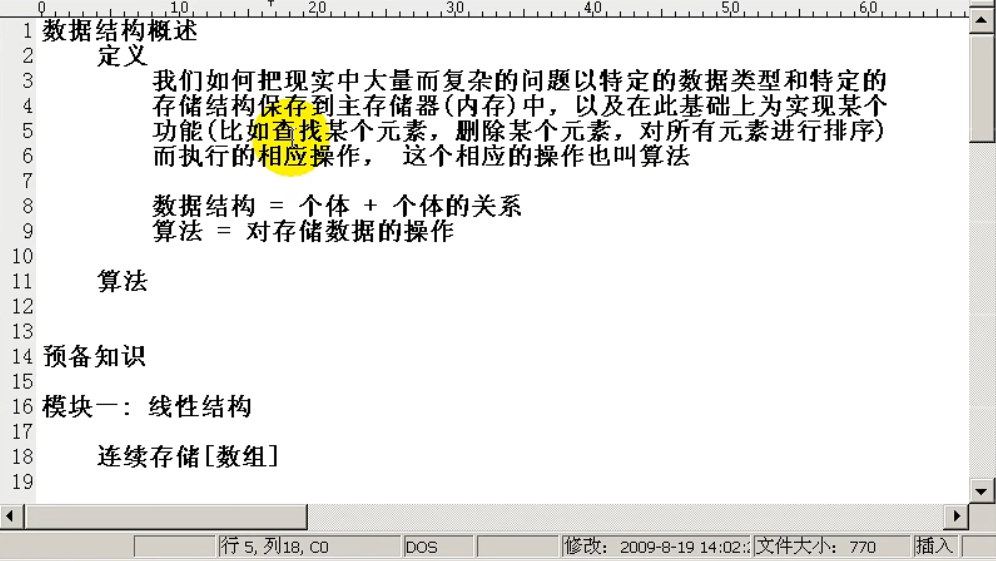 0 10 20 30 40 50 60
1 数据结构概述
2 定义
3 我们如何把现实中大量而复杂的问题以特定的数据类型和特定的
4 存储结构保存到主存储器(内存)中，以及在此基础上为实现某个
5 功能(比如查找某个元素，删除某个元素，对所有元素进行排序)
6 而执行的相应操作， 这个相应的操作也叫算法
7
8 数据结构 = 个体 + 个体的关系
9 算法 = 对存储数据的操作
10
11 算法
12
13
14 预备知识
15
16 模块一: 线性结构
17
18 连续存储[数组]
19
行 5, 列18, C0 DOS 修改: 2009-8-19 14:02: 文件大小: 770 插入